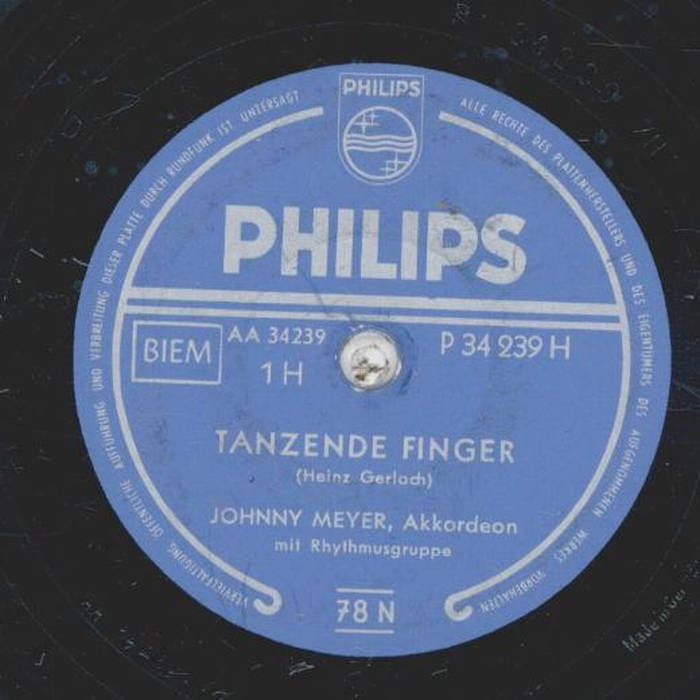 PHILIPS
PHILIPS
BIEM
AA 34239
1 H
P 34 239 H
TANZENDE FINGER
(Heinz Gerlach)
JOHNNY MEYER, Akkordeon
mit Rhythmusgruppe
78 N
ALLE RECHTE DES PLATTENHERSTELLERS UND DES EIGENTÜMERS DES AUFGENOMMENEN WERKES VORBEHALTEN
VERVIELFÄLTIGUNG, ÖFFENTLICHE AUFFÜHRUNG UND VERBREITUNG DIESER PLATTE DURCH RUNDFUNK IST UNTERSAGT
Made in